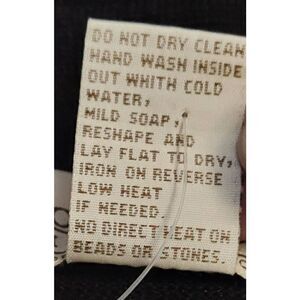 DO NOT DRY CLEAN
HAND WASH INSIDE
OUT WHITH COLD
WATER,
MILD SOAP,
RESHAPE AND
LAY FLAT TO DRY,
IRON ON REVERSE
LOW HEAT
IF NEEDED.
NO DIRECT HEAT ON
BEADS OR STONES.